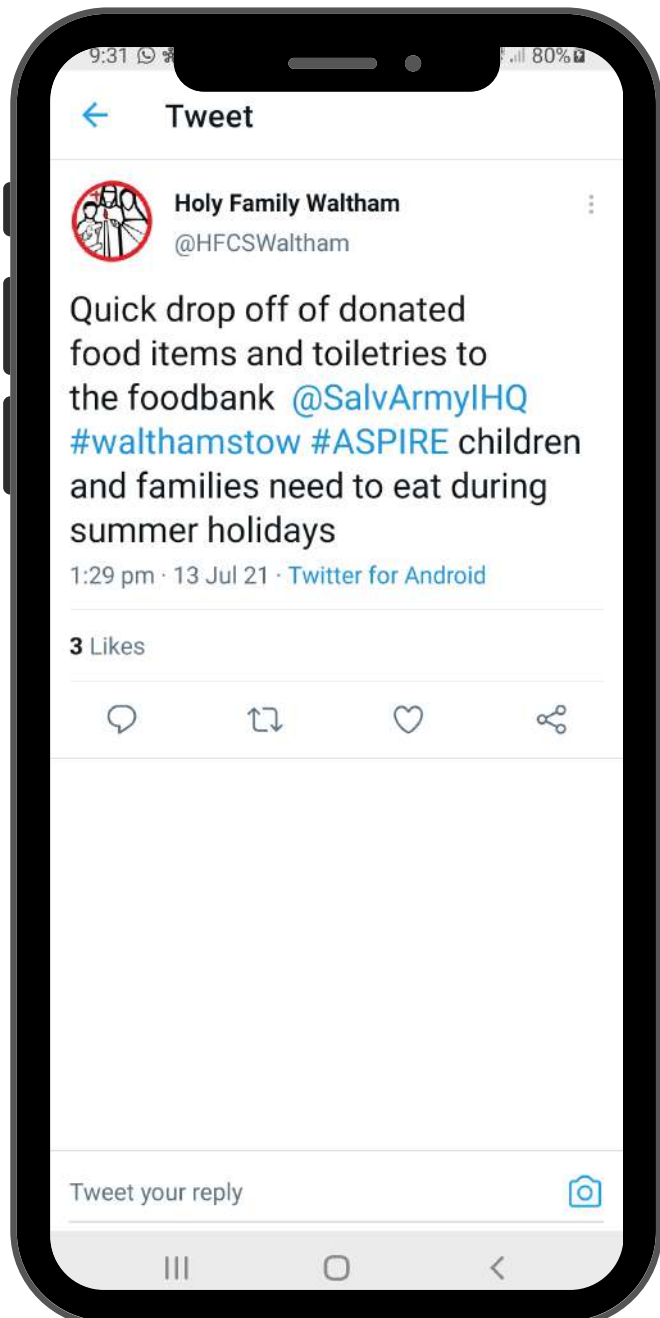 9:31 80%
Tweet
Holy Family Waltham
@HFCSWaltham
Quick drop off of donated
food items and toiletries to
the foodbank @SalvArmyIHQ
#walthamstow #ASPIRE children
and families need to eat during
summer holidays
1:29 pm · 13 Jul 21 · Twitter for Android
3 Likes
Tweet your reply